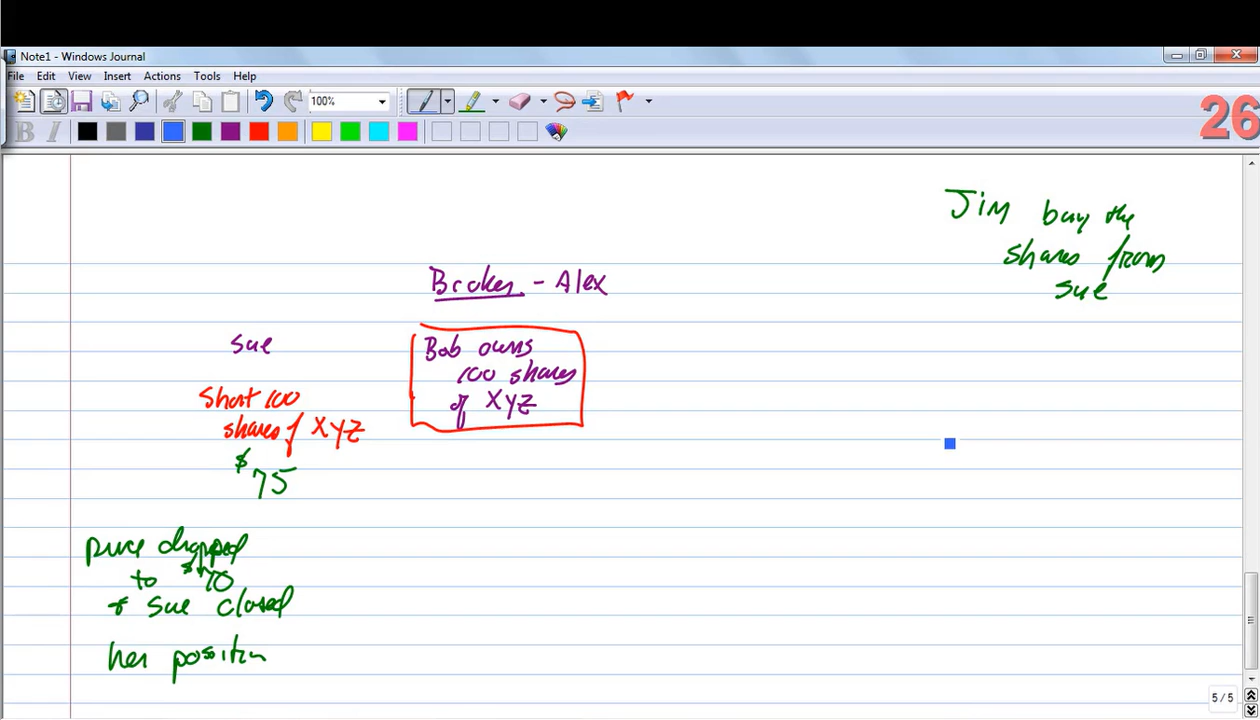 Note1 - Windows Journal
File Edit View Insert Actions Tools Help
100%
B I
26
Jim buy the
shares from
sue
Broker - Alex
sue
Bob owns
100 shares
of XYZ
Short 100
shares of XYZ
$75
price dropped
to $70
+ sue closed
her position
5/5